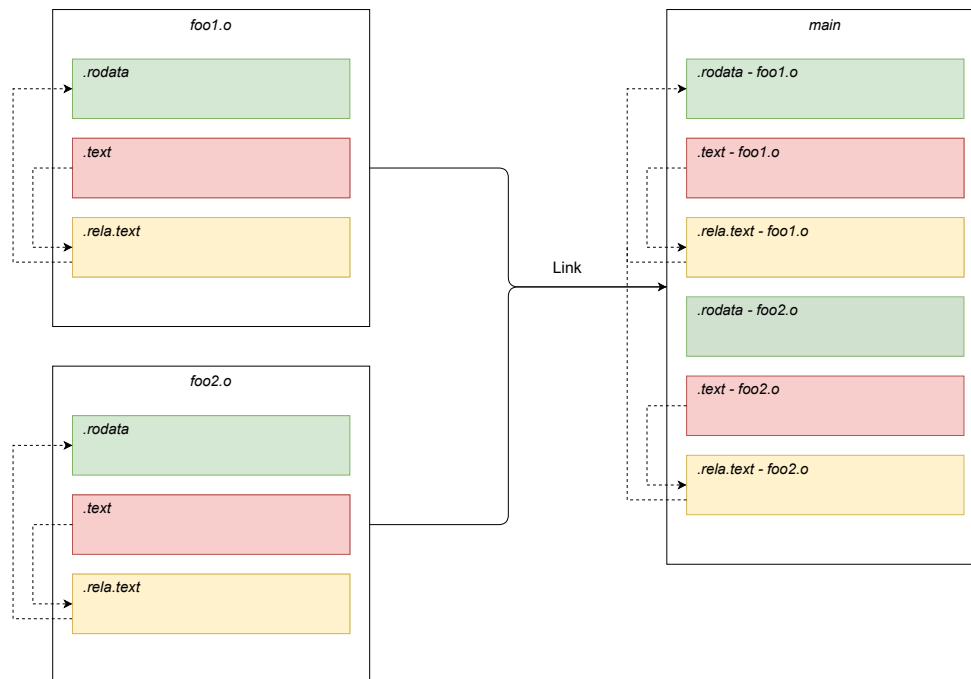 foo1.o
.rodata
.text
.rela.text
foo2.o
.rodata
.text
.rela.text
Link
main
.rodata - foo1.o
.text - foo1.o
.rela.text - foo1.o
.rodata - foo2.o
.text - foo2.o
.rela.text - foo2.o